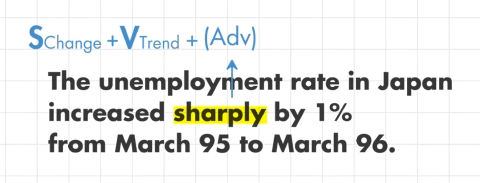 SChange + VTrend + (Adv)
The unemployment rate in Japan
increased sharply by 1%
from March 95 to March 96.